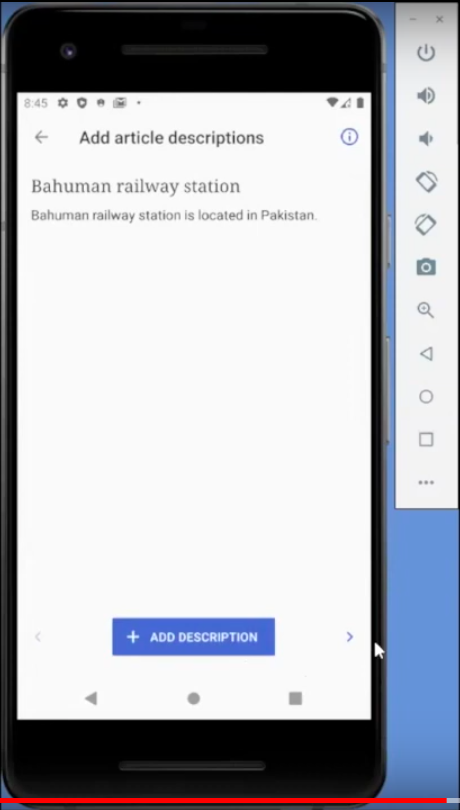 8:45
Add article descriptions
Bahuman railway station
Bahuman railway station is located in Pakistan.
ADD DESCRIPTION